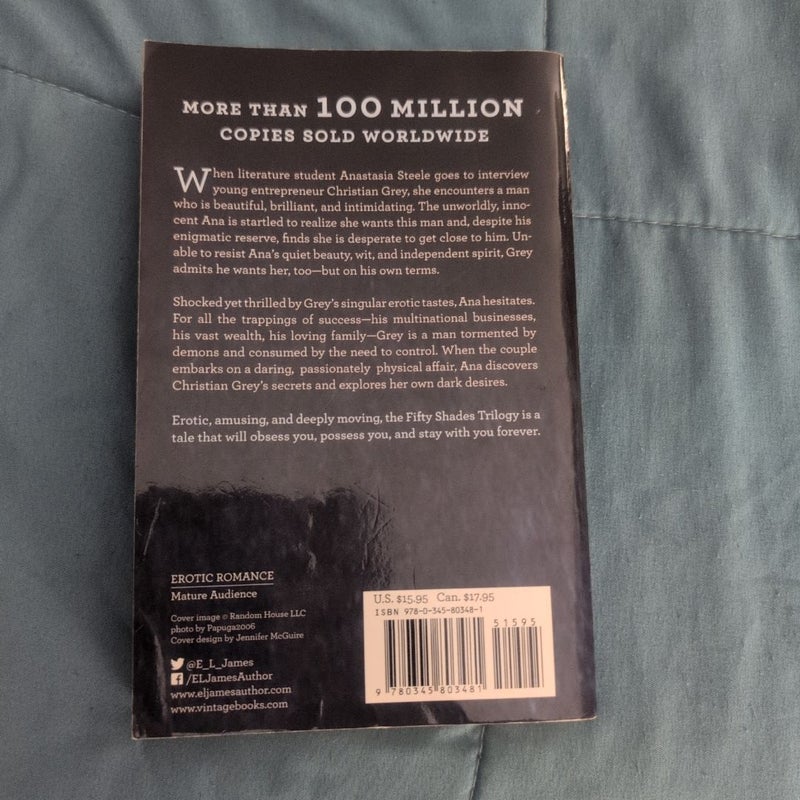 MORE THAN 100 MILLION
COPIES SOLD WORLDWIDE
When literature student Anastasia Steele goes to interview
young entrepreneur Christian Grey, she encounters a man
who is beautiful, brilliant, and intimidating. The unworldly, inno-
cent Ana is startled to realize she wants this man and, despite his
enigmatic reserve, finds she is desperate to get close to him. Un-
able to resist Ana's quiet beauty, wit, and independent spirit, Grey
admits he wants her, too—but on his own terms.
Shocked yet thrilled by Grey's singular erotic tastes, Ana hesitates.
For all the trappings of success—his multinational businesses,
his vast wealth, his loving family—Grey is a man tormented by
demons and consumed by the need to control. When the couple
embarks on a daring, passionately physical affair, Ana discovers
Christian Grey's secrets and explores her own dark desires.
Erotic, amusing, and deeply moving, the Fifty Shades Trilogy is a
tale that will obsess you, possess you, and stay with you forever.
EROTIC ROMANCE
Mature Audience
Cover image © Random House LLC
photo by Papuga2006
Cover design by Jennifer McGuire
@E_L_James
/ELJamesAuthor
www.eljamesauthor.com
www.vintagebooks.com
U.S. $15.95 Can. $17.95
ISBN 978-0-345-80348-1
51595
9 780345 803481